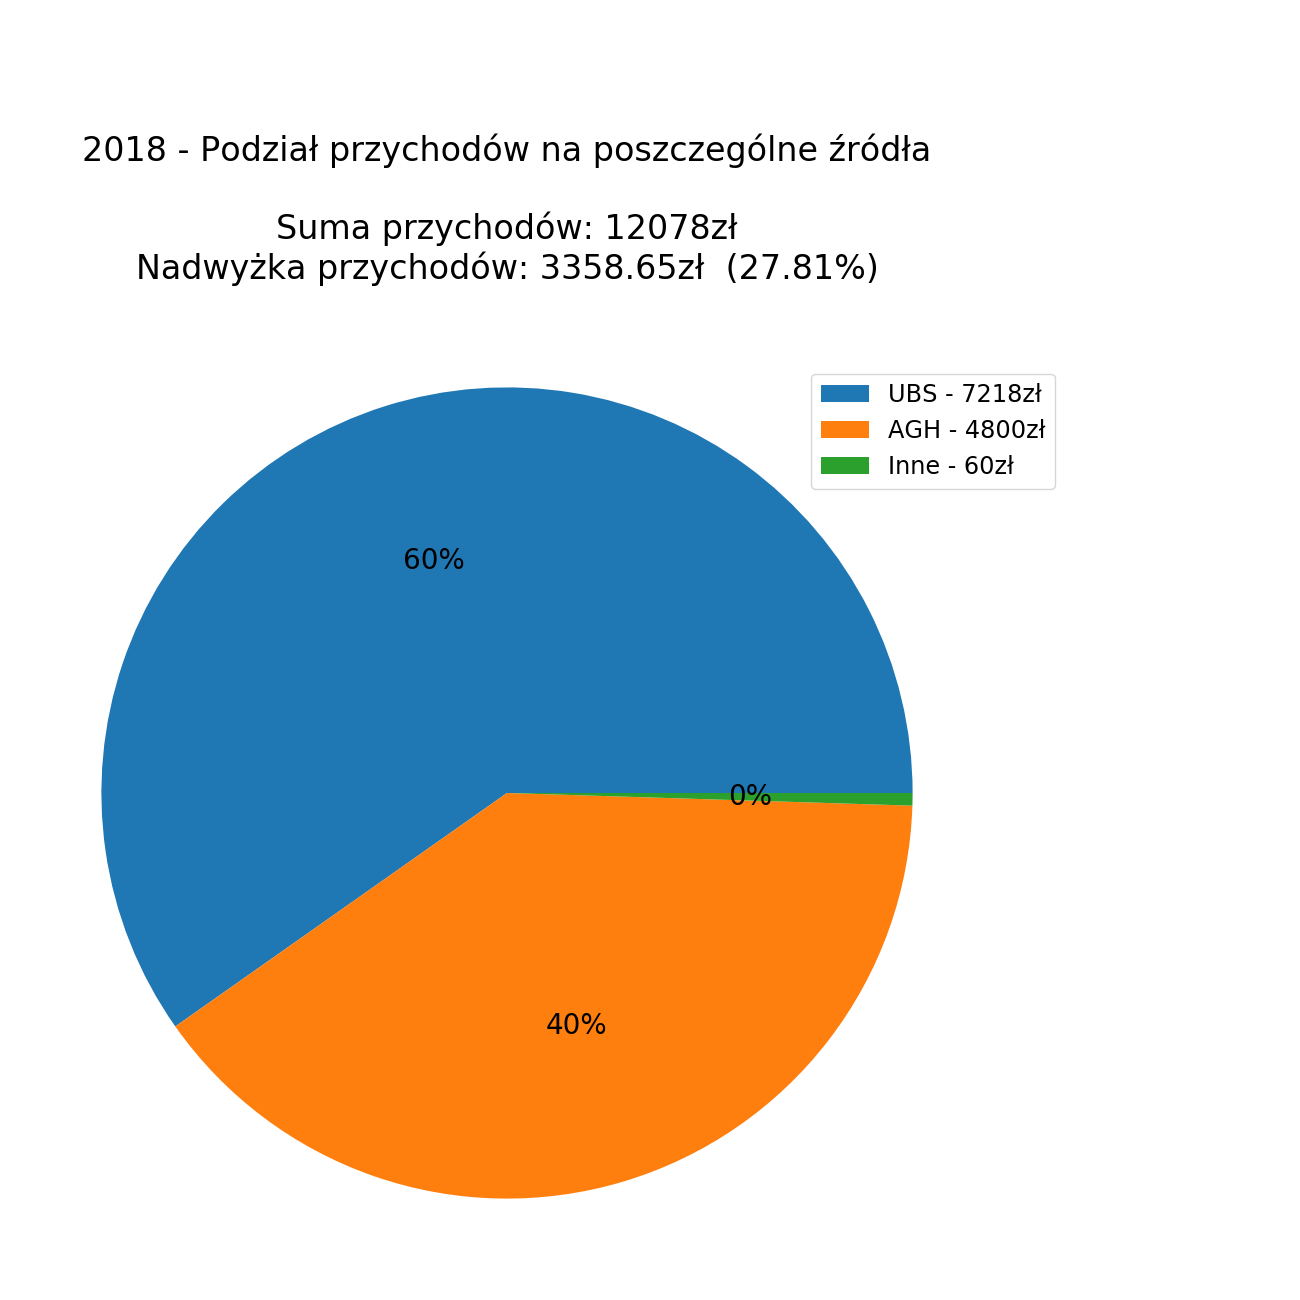 2018 - Podział przychodów na poszczególne źródła
Suma przychodów: 12078zł
Nadwyżka przychodów: 3358.65zł  (27.81%)
UBS - 7218zł
AGH - 4800zł
Inne - 60zł
60%
0%
40%